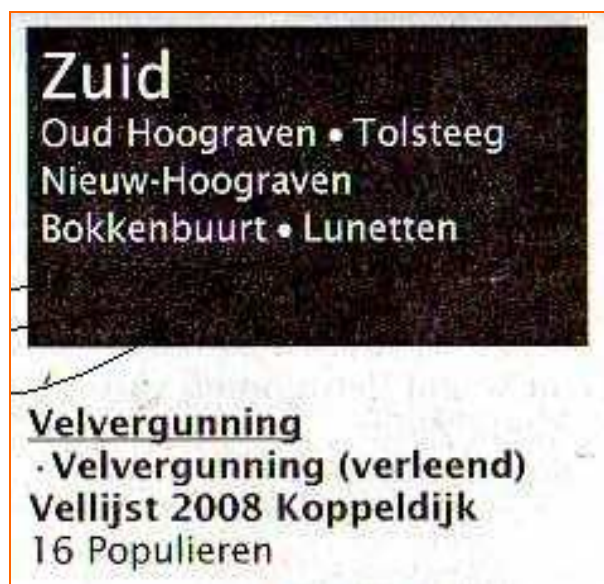 Zuid
Oud Hoograven • Tolsteeg
Nieuw-Hoograven
Bokkenbuurt • Lunetten
Velvergunning
· Velvergunning (verleend)
Vellijst 2008 Koppeldijk
16 Populieren